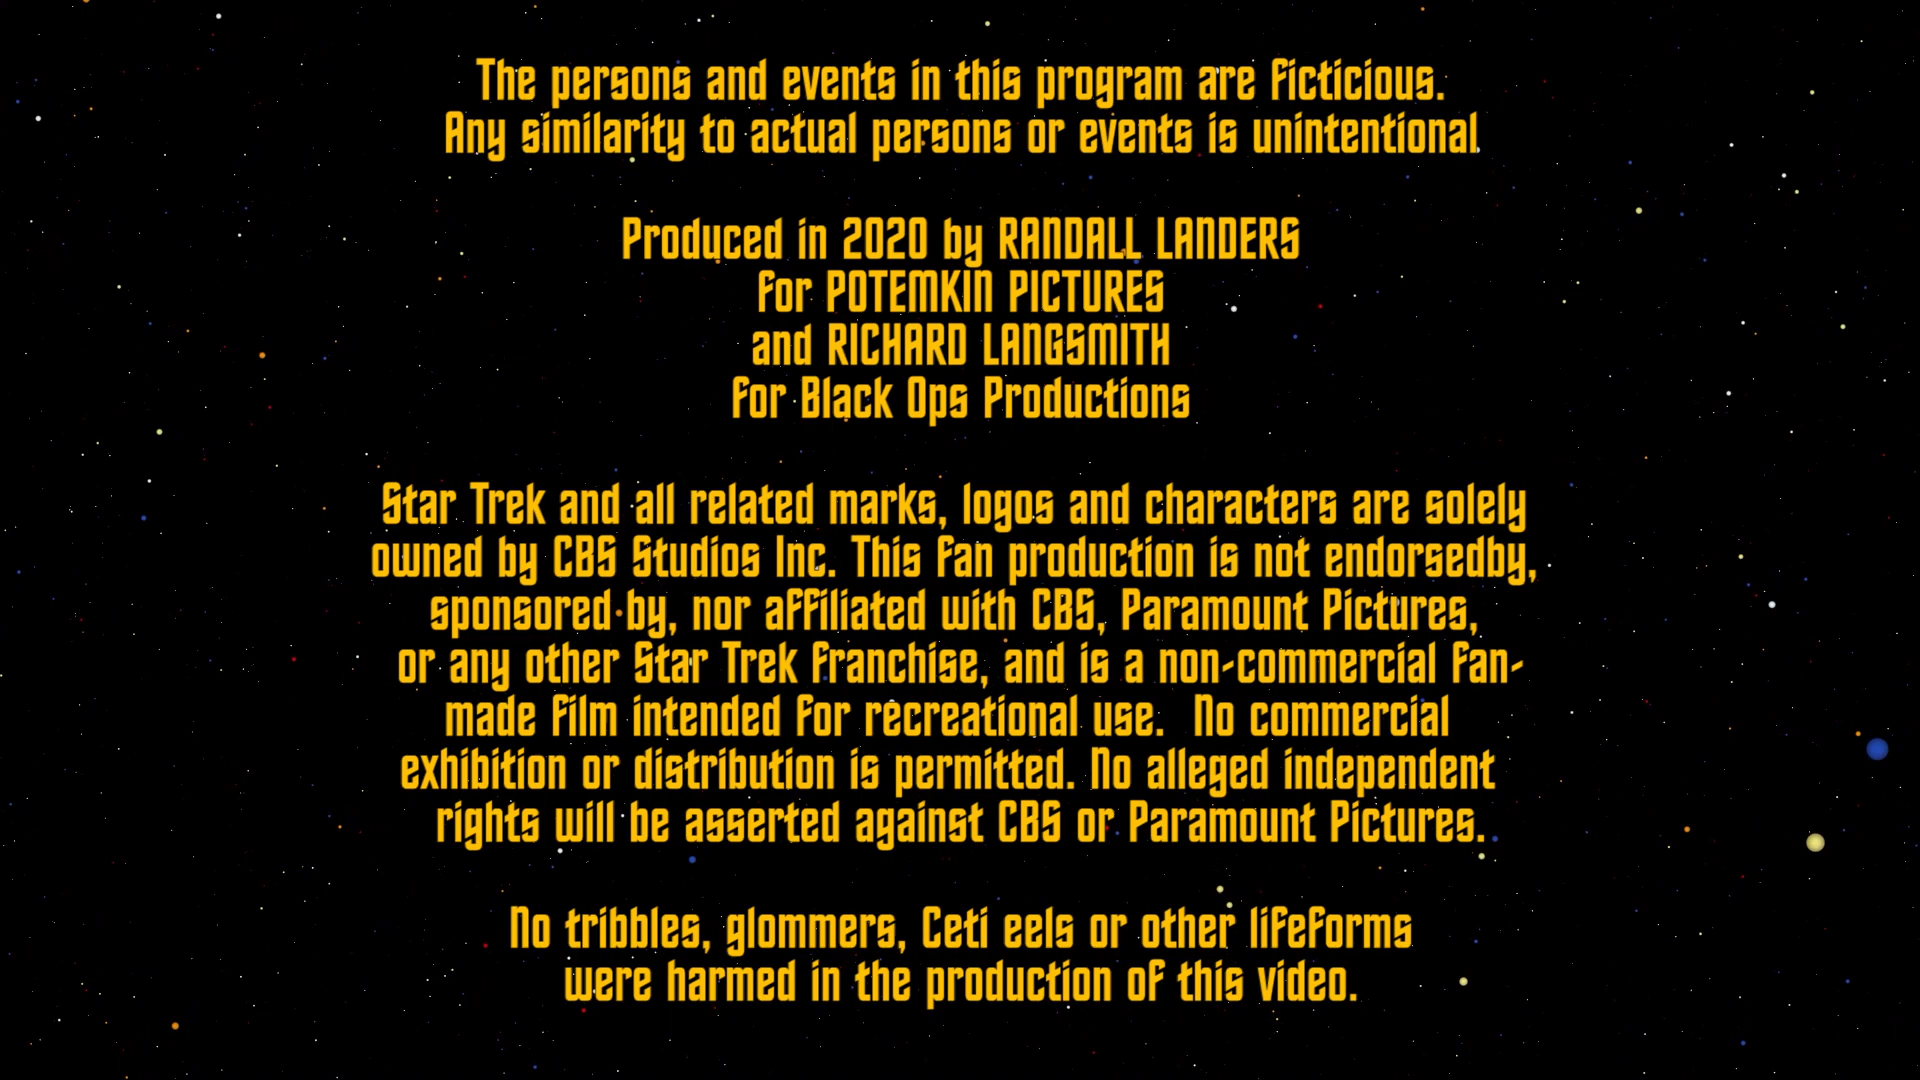 The persons and events in this program are ficticious.
Any similarity to actual persons or events is unintentional.
Produced in 2020 by RANDALL LANDERS
for POTEMKIN PICTURES
and RICHARD LANGSMITH
for Black Ops Productions
Star Trek and all related marks, logos and characters are solely
owned by CBS Studios Inc. This fan production is not endorsedby,
sponsored by, nor affiliated with CBS, Paramount Pictures,
or any other Star Trek franchise, and is a non-commercial fan-
made film intended for recreational use.  No commercial
exhibition or distribution is permitted. No alleged independent
rights will be asserted against CBS or Paramount Pictures.
No tribbles, glommers, Ceti eels or other lifeforms
were harmed in the production of this video.